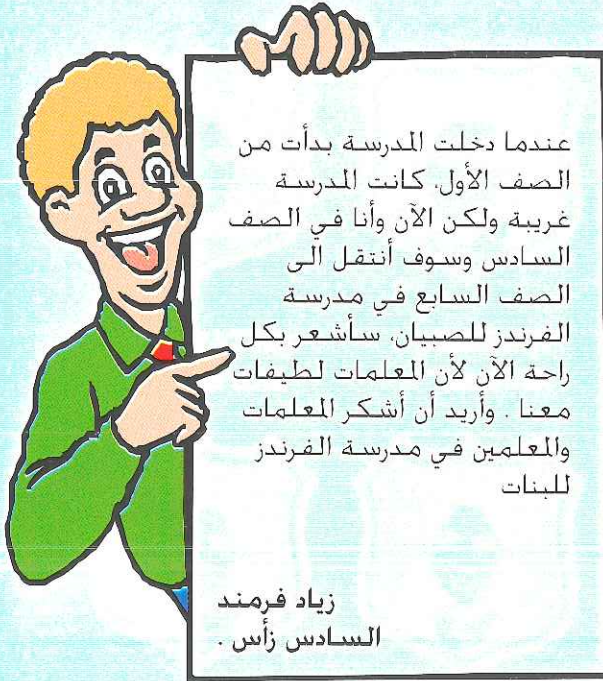 عندما دخلت المدرسة بدأت من
الصف الأول. كانت المدرسة
غريبة ولكن الآن وأنا في الصف
السادس وسوف أنتقل الى
الصف السابع في مدرسة
الفرندز للصبيان. سأشعر بكل
راحة الآن لأن المعلمات لطيفات
معنا . وأريد أن أشكر المعلمات
والمعلمين في مدرسة الفرندز
للبنات
زياد فرمند
السادس زأس .